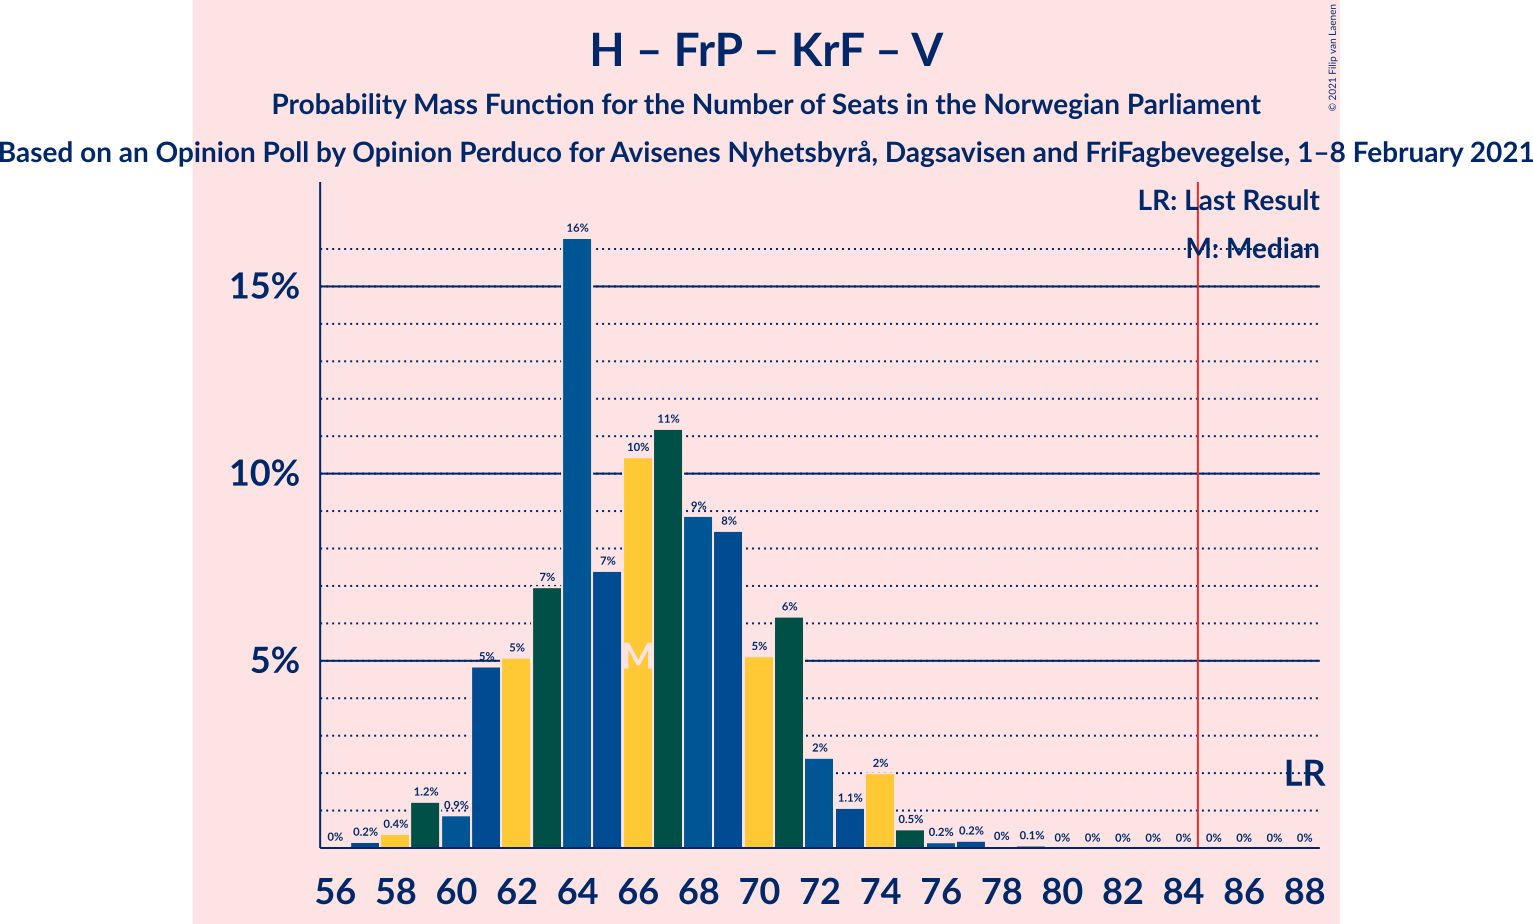 H – FrP – KrF – V
Probability Mass Function for the Number of Seats in the Norwegian Parliament
Based on an Opinion Poll by Opinion Perduco for Avisenes Nyhetsbyrå, Dagsavisen and FriFagbevegelse, 1–8 February 2021
© 2021 Filip van Laenen
LR: Last Result
M: Median
15%
10%
5%
0% 0.2% 0.4% 1.2% 0.9% 5% 5% 7% 16% 7% 10% 11% 9% 8% 5% 6% 2% 1.1% 2% 0.5% 0.2% 0.2% 0% 0.1% 0% 0% 0% 0% 0% 0% 0% 0% 0%
M
LR
56 58 60 62 64 66 68 70 72 74 76 78 80 82 84 86 88